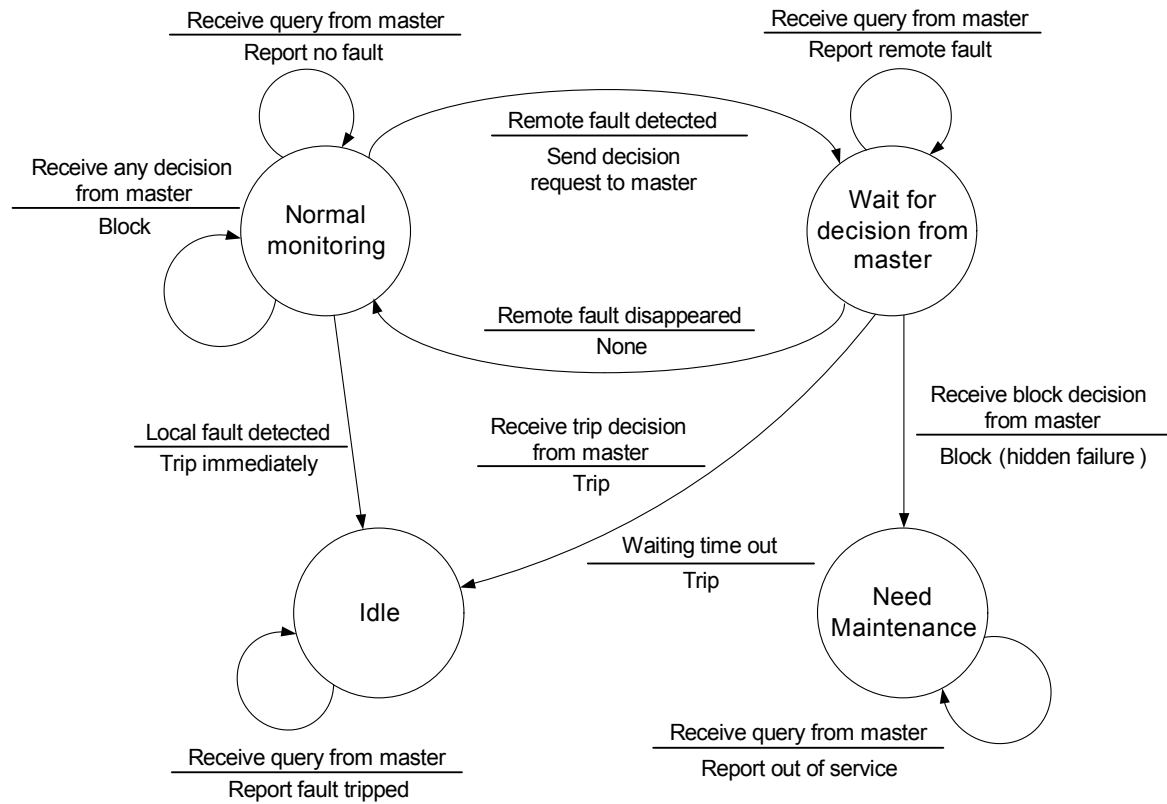 Receive query from master
Report no fault
Receive query from master
Report remote fault
Remote fault detected
Send decision
request to master
Receive any decision
from master
Block
Normal
monitoring
Wait for
decision from
master
Remote fault disappeared
None
Local fault detected
Trip immediately
Receive trip decision
from master
Trip
Receive block decision
from master
Block (hidden failure )
Waiting time out
Trip
Idle
Need
Maintenance
Receive query from master
Report fault tripped
Receive query from master
Report out of service